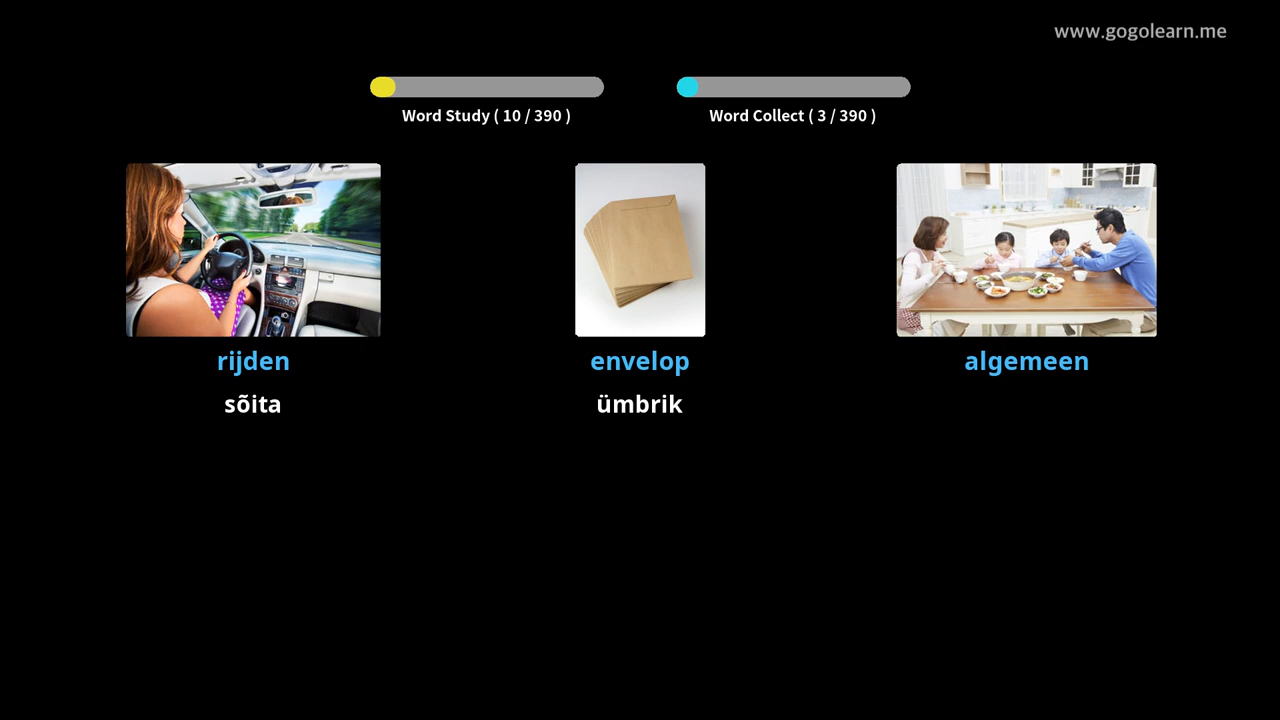 www.gogolearn.me
Word Study ( 10 / 390 )
Word Collect ( 3 / 390 )
rijden
envelop
algemeen
sõita
ümbrik